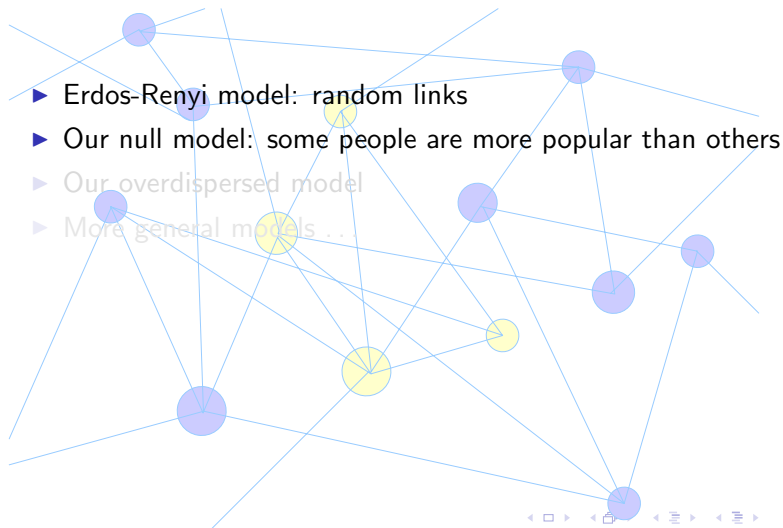 Erdos-Renyi model: random links
Our null model: some people are more popular than others
Our overdispersed model
More general models . . .